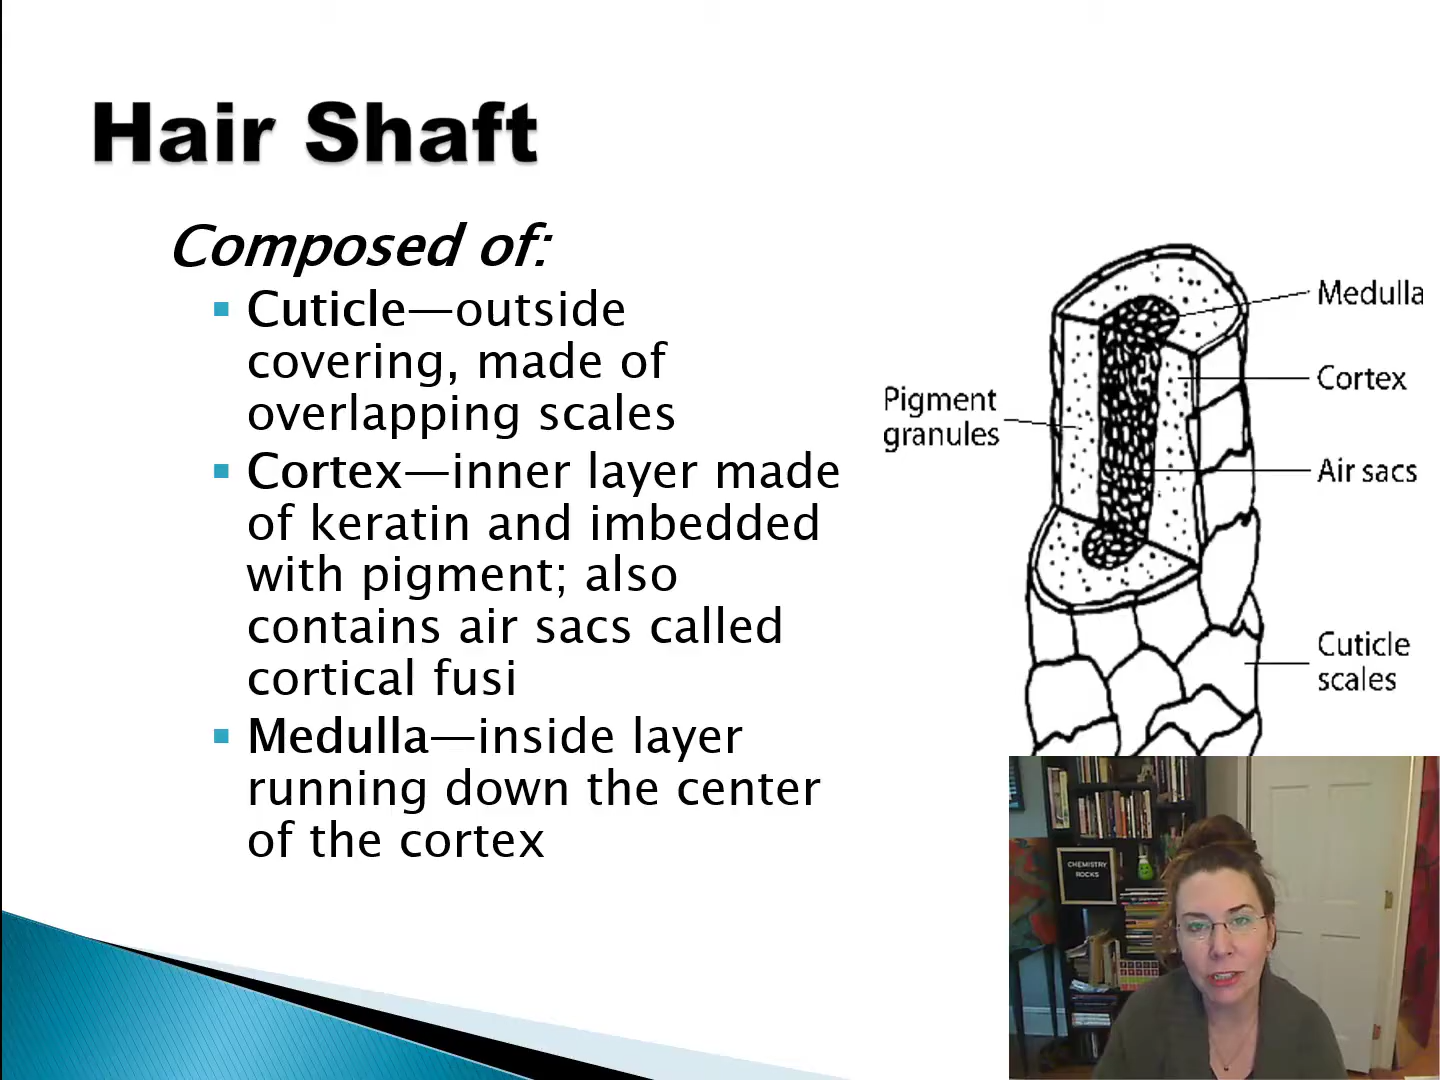 Hair Shaft
Composed of:
Cuticle—outside
covering, made of
overlapping scales
Cortex—inner layer made
of keratin and imbedded
with pigment; also
contains air sacs called
cortical fusi
Medulla—inside layer
running down the center
of the cortex
Medulla
Cortex
Pigment
granules
Air sacs
Cuticle
scales
CHEMISTRY
ROCKS